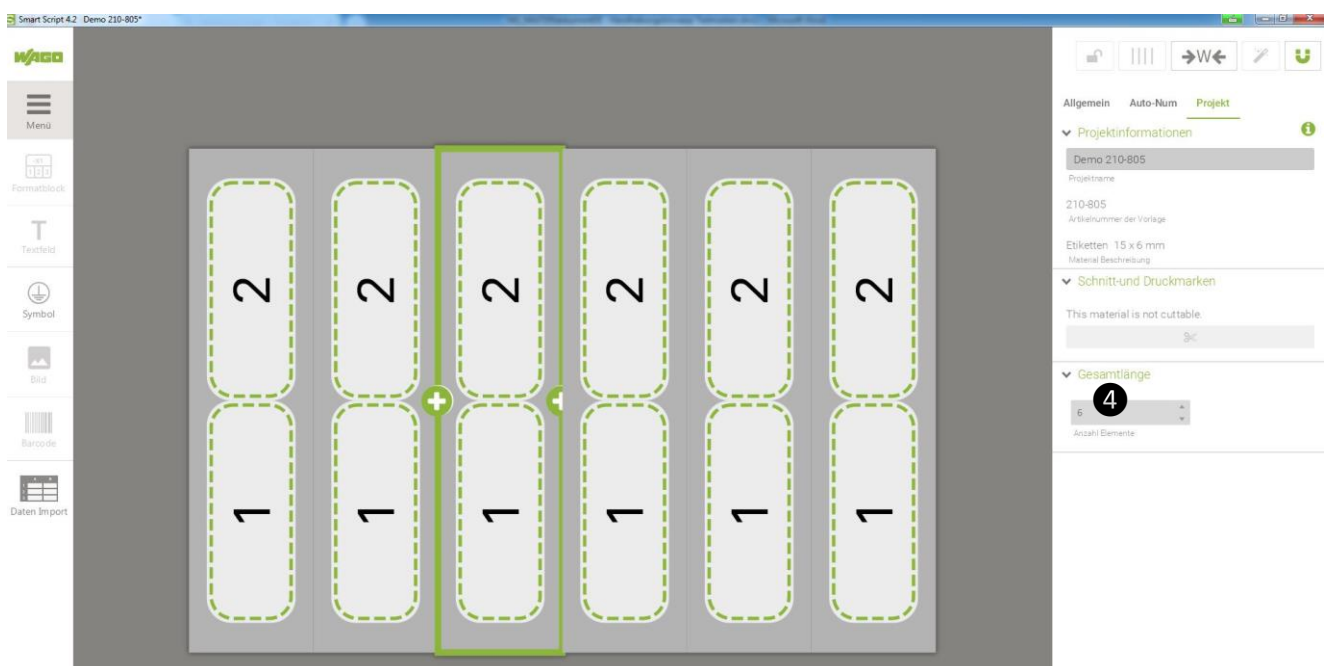 Smart Script 4.2 Demo 210-805*
WAGO
Menü
Formatblock
T
Textfeld
Symbol
Bild
Barcode
Daten Import
2 2 2 2 2 2
1 1 1 1 1 1
→W←
Allgemein Auto-Num Projekt
Projektinformationen
Demo 210-805
Projektname
210-805
Artikelnummer der Vorlage
Etiketten 15 x 6 mm
Material Beschreibung
Schnitt-und Druckmarken
This material is not cuttable.
Gesamtlänge
6
4
Anzahl Elemente